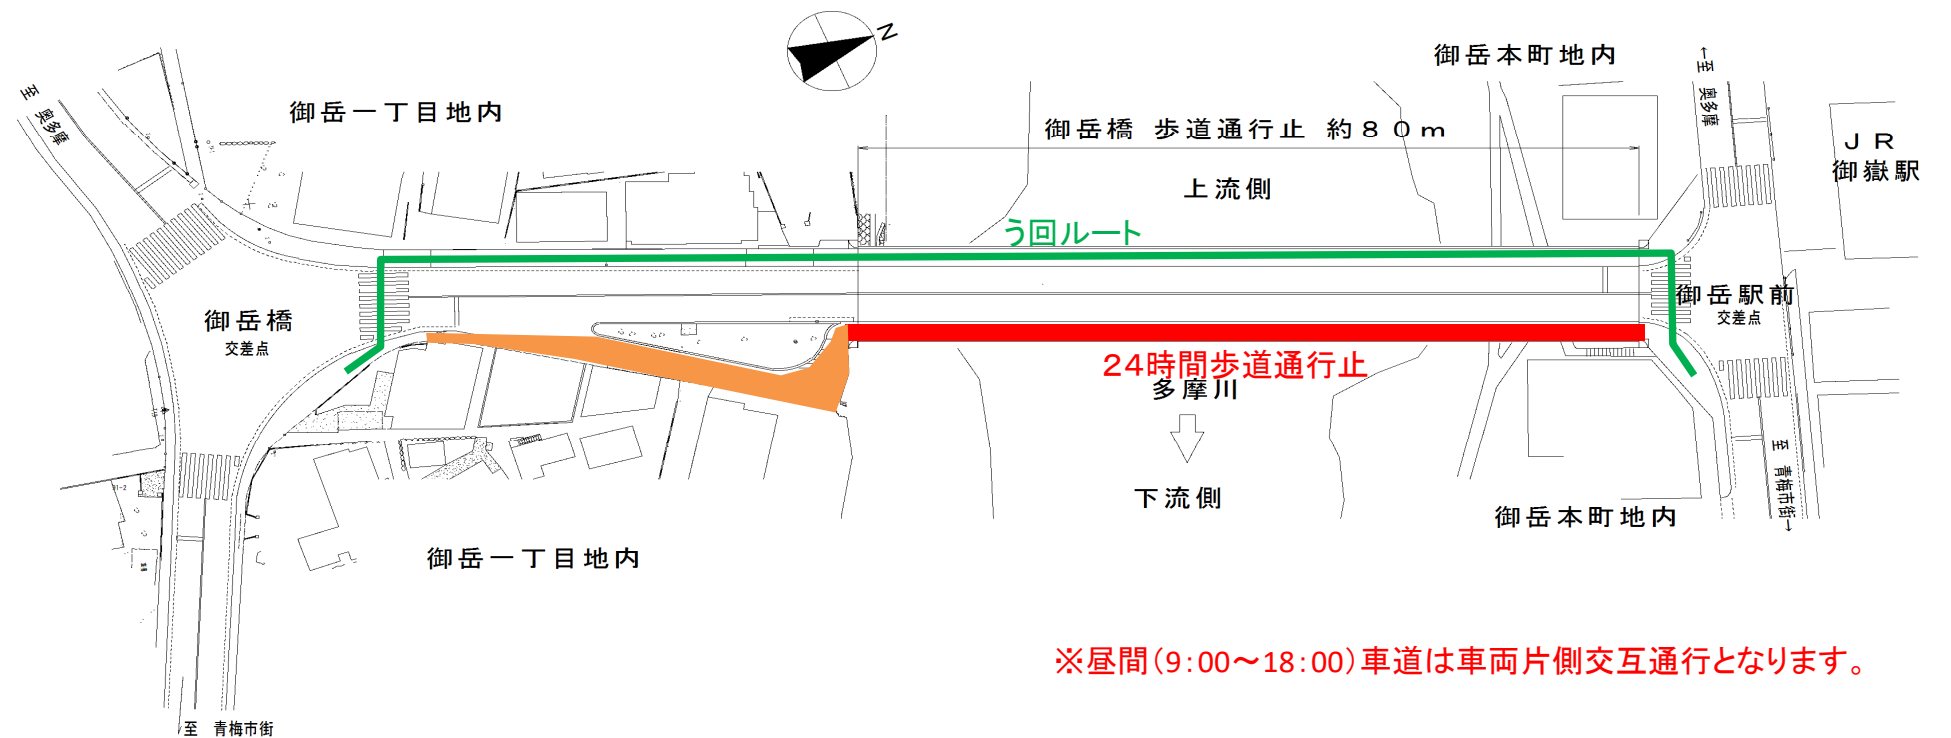 N
御岳本町地内
←至 奥多摩
至 奥多摩
御岳一丁目地内
御岳橋 歩道通行止 約８０ｍ
ＪＲ
御嶽駅
上流側
う回ルート
御岳橋
交差点
御岳駅前
交差点
24時間歩道通行止
多摩川
下流側
至 青梅市街→
御岳本町地内
御岳一丁目地内
※昼間（9：00～18：00）車道は車両片側交互通行となります。
至 青梅市街